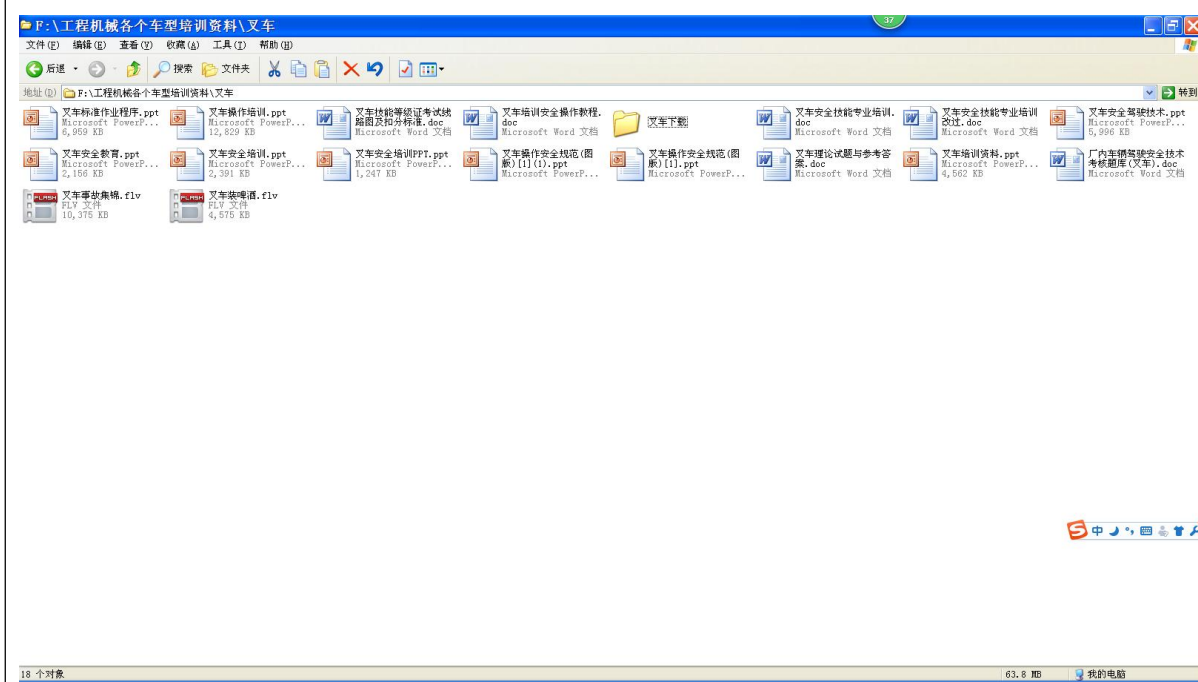 F:\工程机械各个车型培训资料\叉车
37
文件(F) 编辑(E) 查看(V) 收藏(A) 工具(T) 帮助(H)
后退 搜索 文件夹
地址(D) F:\工程机械各个车型培训资料\叉车 转到
叉车标准作业程序.ppt
Microsoft PowerP...
6,959 KB
叉车操作培训.ppt
Microsoft PowerP...
12,829 KB
叉车技能等级证考试线
路图及扣分标准.doc
Microsoft Word 文档
叉车培训安全操作教程.
doc
Microsoft Word 文档
叉车下载
叉车安全技能专业培训.
doc
Microsoft Word 文档
叉车安全技能专业培训
改过.doc
Microsoft Word 文档
叉车安全驾驶技术.ppt
Microsoft PowerP...
5,996 KB
叉车安全教育.ppt
Microsoft PowerP...
2,156 KB
叉车安全培训.ppt
Microsoft PowerP...
2,391 KB
叉车安全培训PPT.ppt
Microsoft PowerP...
1,247 KB
叉车操作安全规范(图
版)[1](1).ppt
Microsoft PowerP...
叉车操作安全规范(图
版)[1].ppt
Microsoft PowerP...
叉车理论试题与参考答
案.doc
Microsoft Word 文档
叉车培训资料.ppt
Microsoft PowerP...
4,562 KB
厂内车辆驾驶安全技术
考核题库(叉车).doc
Microsoft Word 文档
FLASH
叉车事故集锦.flv
FLV 文件
10,375 KB
FLASH
叉车装啤酒.flv
FLV 文件
4,575 KB
中
18 个对象 63.8 MB 我的电脑